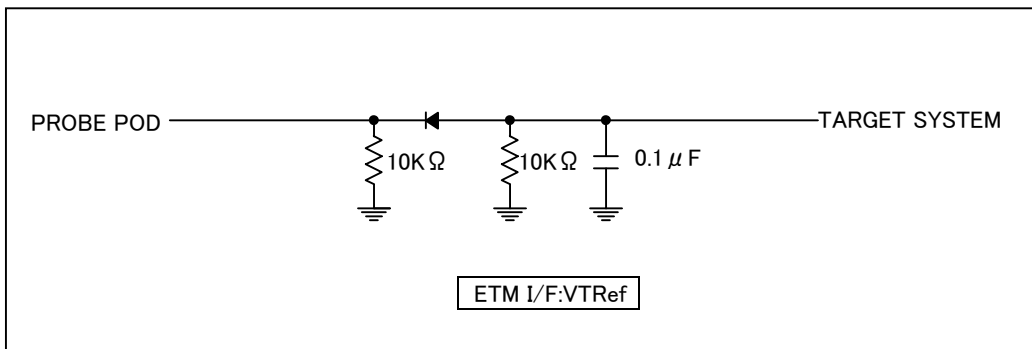 PROBE POD
TARGET SYSTEM
10KΩ
10KΩ
0.1μF
ETM I/F:VTRef